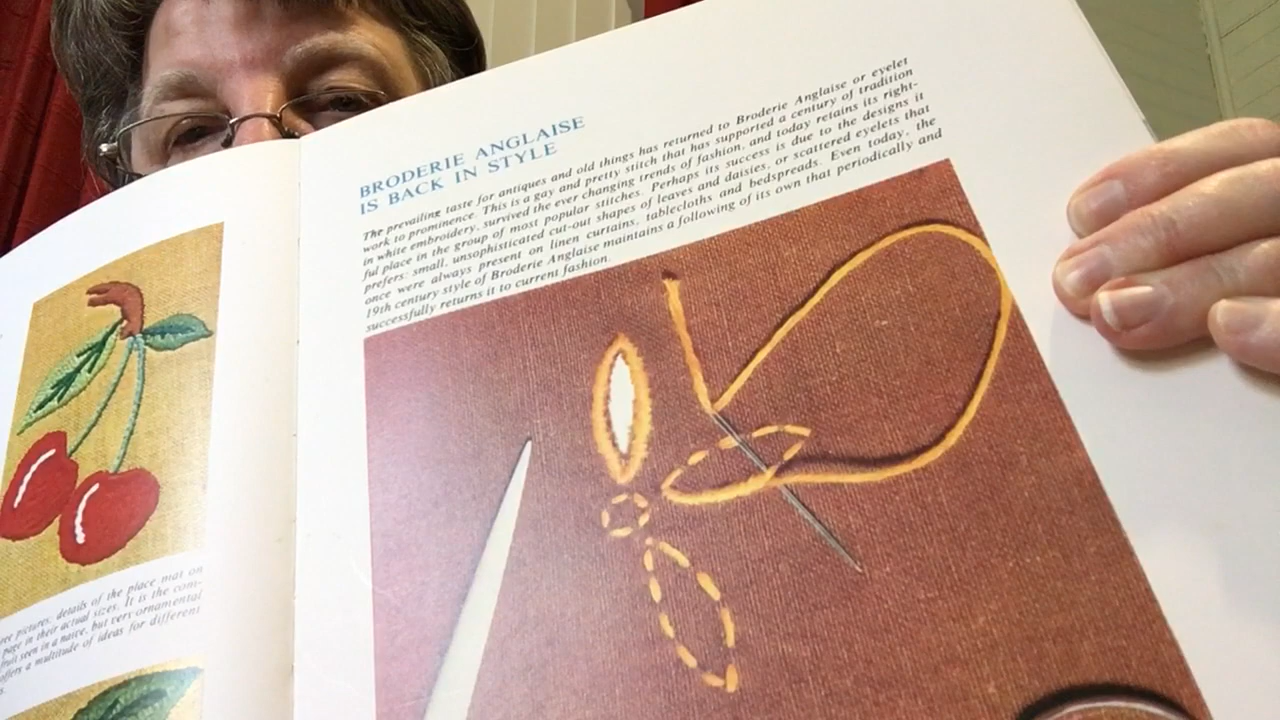 BRODERIE ANGLAISE
IS BACK IN STYLE
The prevailing taste for antiques and old things has returned to Broderie Anglaise or eyelet
work to prominence. This is a gay and pretty stitch that has supported a century of tradition
in white embroidery, survived the ever changing trends of fashion, and today retains its right-
ful place in the group of most popular stitches. Perhaps its success is due to the designs it
prefers: small, unsophisticated cut-out shapes of leaves and daisies, or scattered eyelets that
once were always present on linen curtains, tablecloths and bedspreads. Even today, the
19th century style of Broderie Anglaise maintains a following of its own that periodically and
successfully returns it to current fashion.
pictures, details of the place mat on
page in their actual sizes. It is the com-
fruit seen in a naive, but very ornamental
offers a multitude of ideas for different